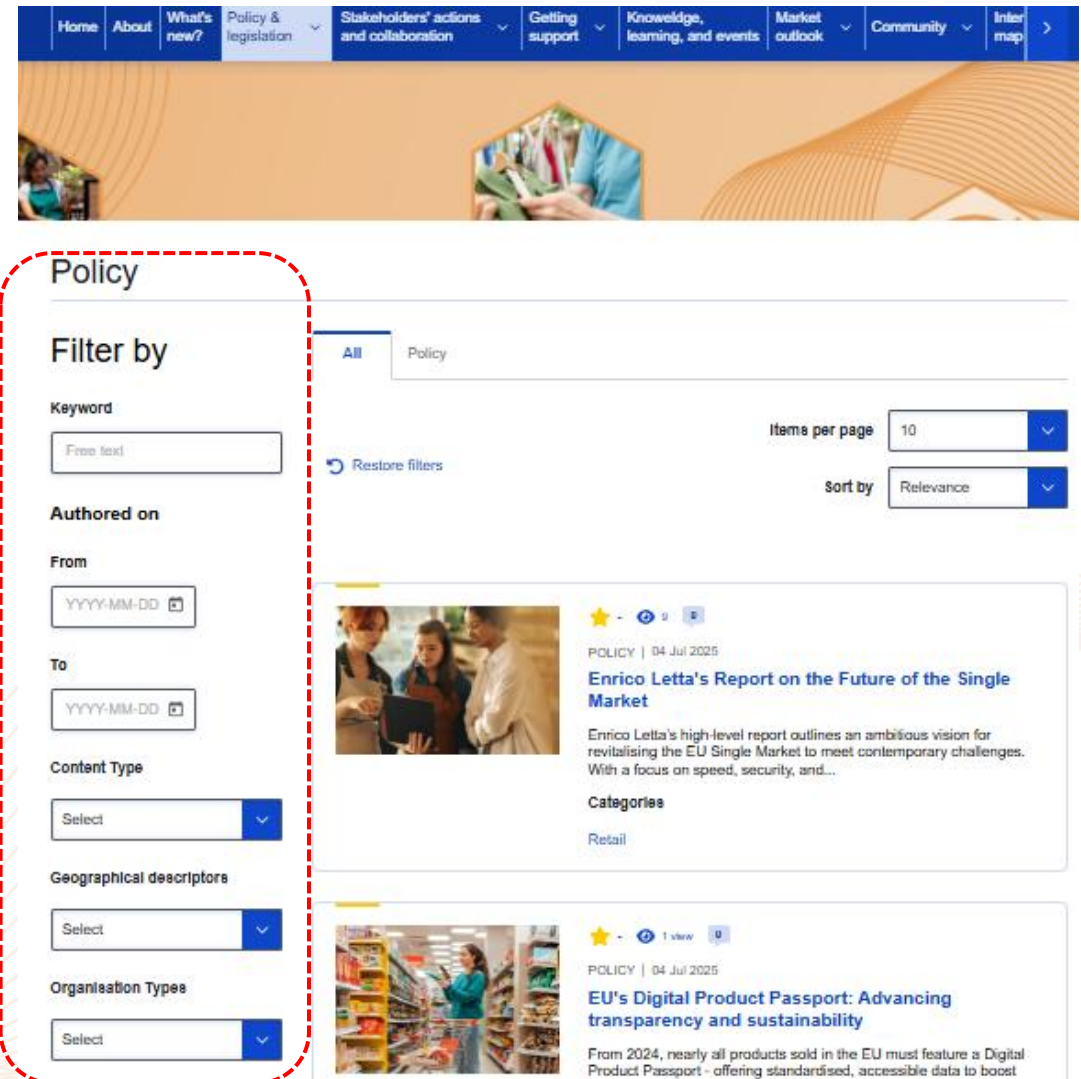 Home
About
What's
new?
Policy &
legislation
Stakeholders' actions
and collaboration
Getting
support
Knoweldge,
learning, and events
Market
outlook
Community
Inter
map
Policy
Filter by
Keyword
Free text
Authored on
From
YYYY-MM-DD
To
YYYY-MM-DD
Content Type
Select
Geographical descriptors
Select
Organisation Types
Select
All
Policy
Restore filters
Items per page
10
Sort by
Relevance
- 9 0
POLICY | 04 Jul 2025
Enrico Letta's Report on the Future of the Single
Market
Enrico Letta's high-level report outlines an ambitious vision for
revitalising the EU Single Market to meet contemporary challenges.
With a focus on speed, security, and...
Categories
Retail
- 1 view 0
POLICY | 04 Jul 2025
EU's Digital Product Passport: Advancing
transparency and sustainability
From 2024, nearly all products sold in the EU must feature a Digital
Product Passport - offering standardised, accessible data to boost